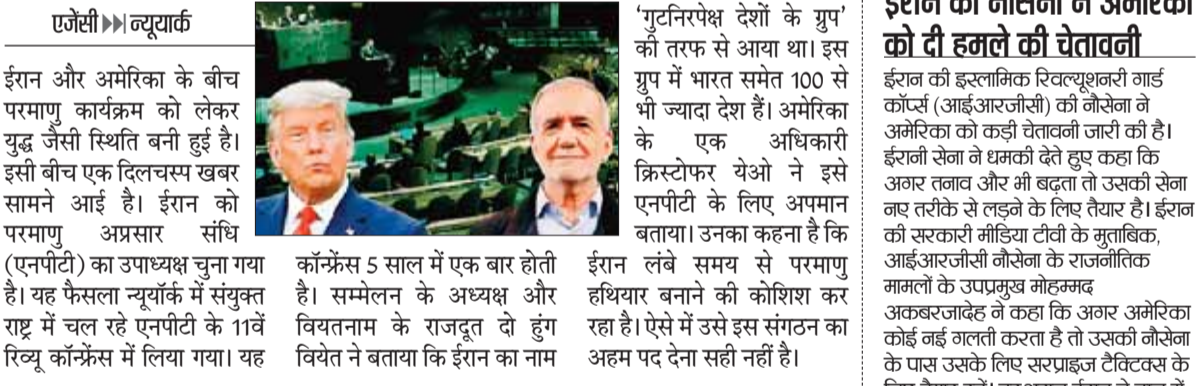 एजेंसी ▶▶ न्यूयार्क
ईरान और अमेरिका के बीच
परमाणु कार्यक्रम को लेकर
युद्ध जैसी स्थिति बनी हुई है।
इसी बीच एक दिलचस्प खबर
सामने आई है। ईरान को
परमाणु अप्रसार संधि
(एनपीटी) का उपाध्यक्ष चुना गया
है। यह फैसला न्यूयॉर्क में संयुक्त
राष्ट्र में चल रहे एनपीटी के 11वें
रिव्यू कॉन्फ्रेंस में लिया गया। यह
कॉन्फ्रेंस 5 साल में एक बार होती
है। सम्मेलन के अध्यक्ष और
वियतनाम के राजदूत दो हुंग
वियेत ने बताया कि ईरान का नाम
'गुटनिरपेक्ष देशों के ग्रुप'
की तरफ से आया था। इस
ग्रुप में भारत समेत 100 से
भी ज्यादा देश हैं। अमेरिका
के एक अधिकारी
क्रिस्टोफर येओ ने इसे
एनपीटी के लिए अपमान
बताया। उनका कहना है कि
ईरान लंबे समय से परमाणु
हथियार बनाने की कोशिश कर
रहा है। ऐसे में उसे इस संगठन का
अहम पद देना सही नहीं है।
ईरान की नौसेना ने अमेरिका
को दी हमले की चेतावनी
ईरान की इस्लामिक रिवल्यूशनरी गार्ड
कॉर्प्स (आईआरजीसी) की नौसेना ने
अमेरिका को कड़ी चेतावनी जारी की है।
ईरानी सेना ने धमकी देते हुए कहा कि
अगर तनाव और भी बढ़ता तो उसकी सेना
नए तरीके से लड़ने के लिए तैयार है। ईरान
की सरकारी मीडिया टीवी के मुताबिक,
आईआरजीसी नौसेना के राजनीतिक
मामलों के उपप्रमुख मोहम्मद
अकबरजादेह ने कहा कि अगर अमेरिका
कोई नई गलती करता है तो उसकी नौसेना
के पास उसके लिए सरप्राइज टैक्टिक्स के